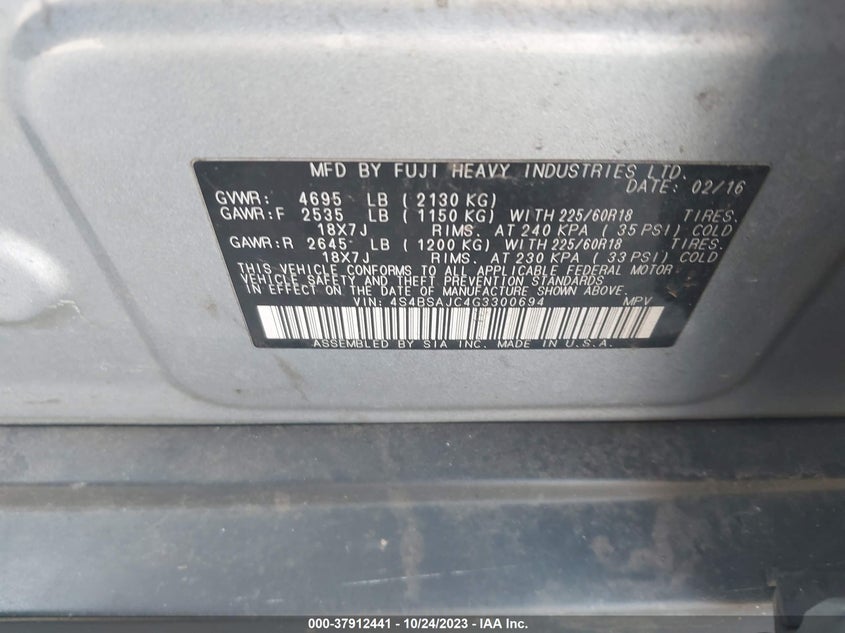 MFD BY FUJI HEAVY INDUSTRIES LTD.
DATE: 02/16
GVWR: 4695 LB ( 2130 KG)
GAWR:F 2535 LB ( 1150 KG) WITH 225/60R18 TIRES.
18X7J RIMS. AT 240 KPA ( 35 PSI) COLD
GAWR:R 2645 LB ( 1200 KG) WITH 225/60R18 TIRES.
18X7J RIMS. AT 230 KPA ( 33 PSI) COLD
THIS VEHICLE CONFORMS TO ALL APPLICABLE FEDERAL MOTOR
VEHICLE SAFETY AND THEFT PREVENTION STANDARDS
IN EFFECT ON THE DATE OF MANUFACTURE SHOWN ABOVE.
VIN: 4S4BSAJC4G3300694 MPV
ASSEMBLED BY SIA INC. MADE IN U.S.A.
000-37912441 - 10/24/2023 - IAA Inc.